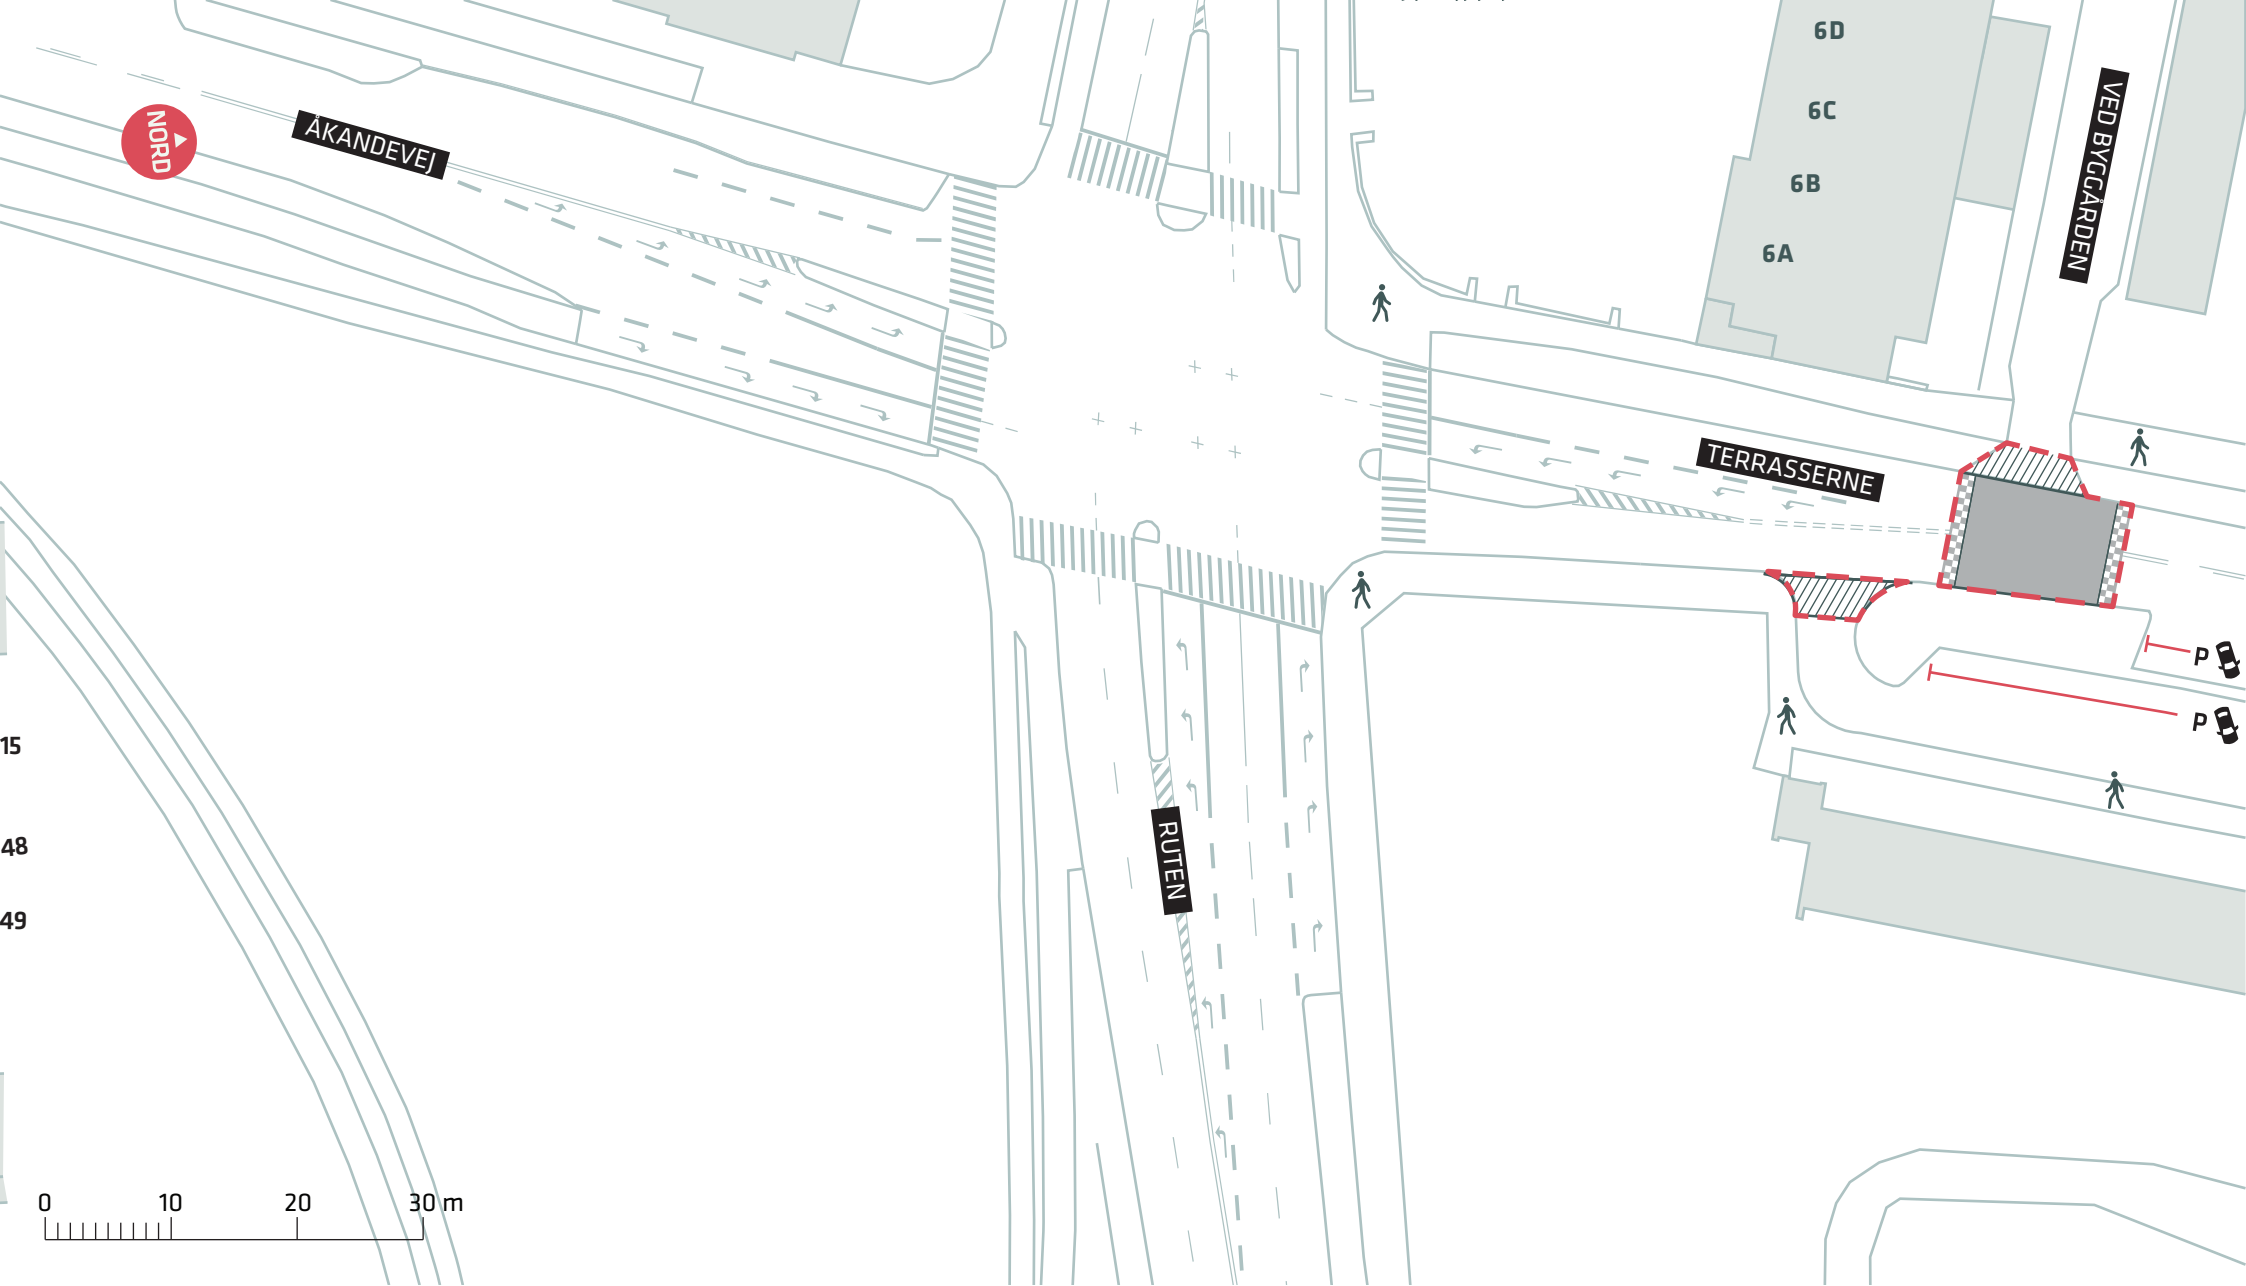 6D
6C
6B
6A
VED BYGGÅRDEN
NORD
ÅKANDEVEJ
TERRASSERNE
P
P
RUTEN
15
48
49
0 10 20 30 m